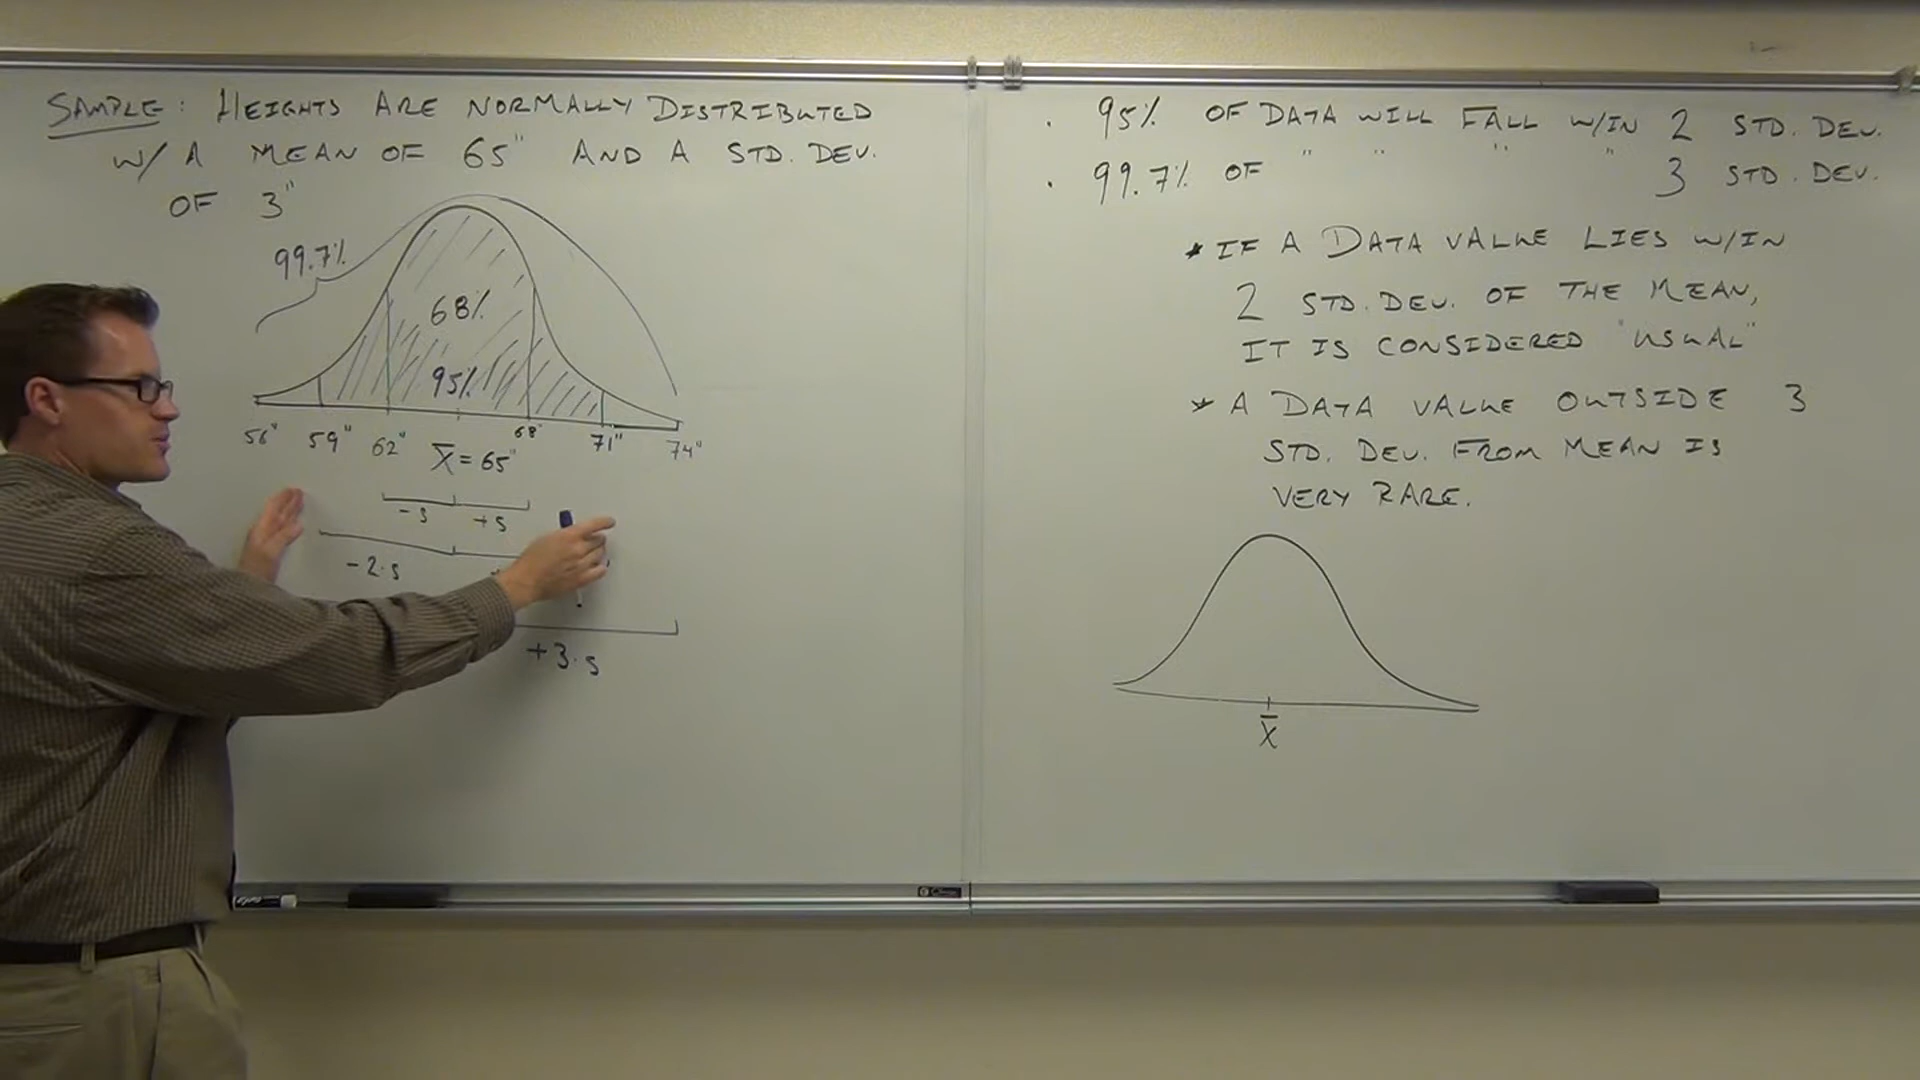 SAMPLE: HEIGHTS ARE NORMALLY DISTRIBUTED
W/ A MEAN OF 65" AND A STD. DEV.
OF 3"
99.7%
68%
95%
56" 59" 62" X̄ = 65" 68" 71" 74"
-s +s
-2·s
+3·s
· 95% OF DATA WILL FALL W/IN 2 STD. DEV.
· 99.7% OF " " " " 3 STD. DEV.
* IF A DATA VALUE LIES W/IN
2 STD. DEV. OF THE MEAN,
IT IS CONSIDERED "USUAL"
* A DATA VALUE OUTSIDE 3
STD. DEV. FROM MEAN IS
VERY RARE.
X̄